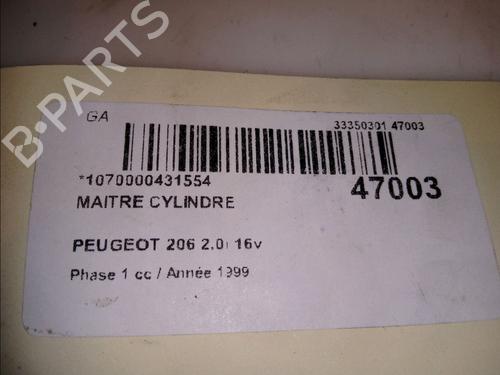 B-PARTS
GA
33350301 47003
*1070000431554
47003
MAITRE CYLINDRE
PEUGEOT 206 2.0i 16v
Phase 1 cc / Année 1999